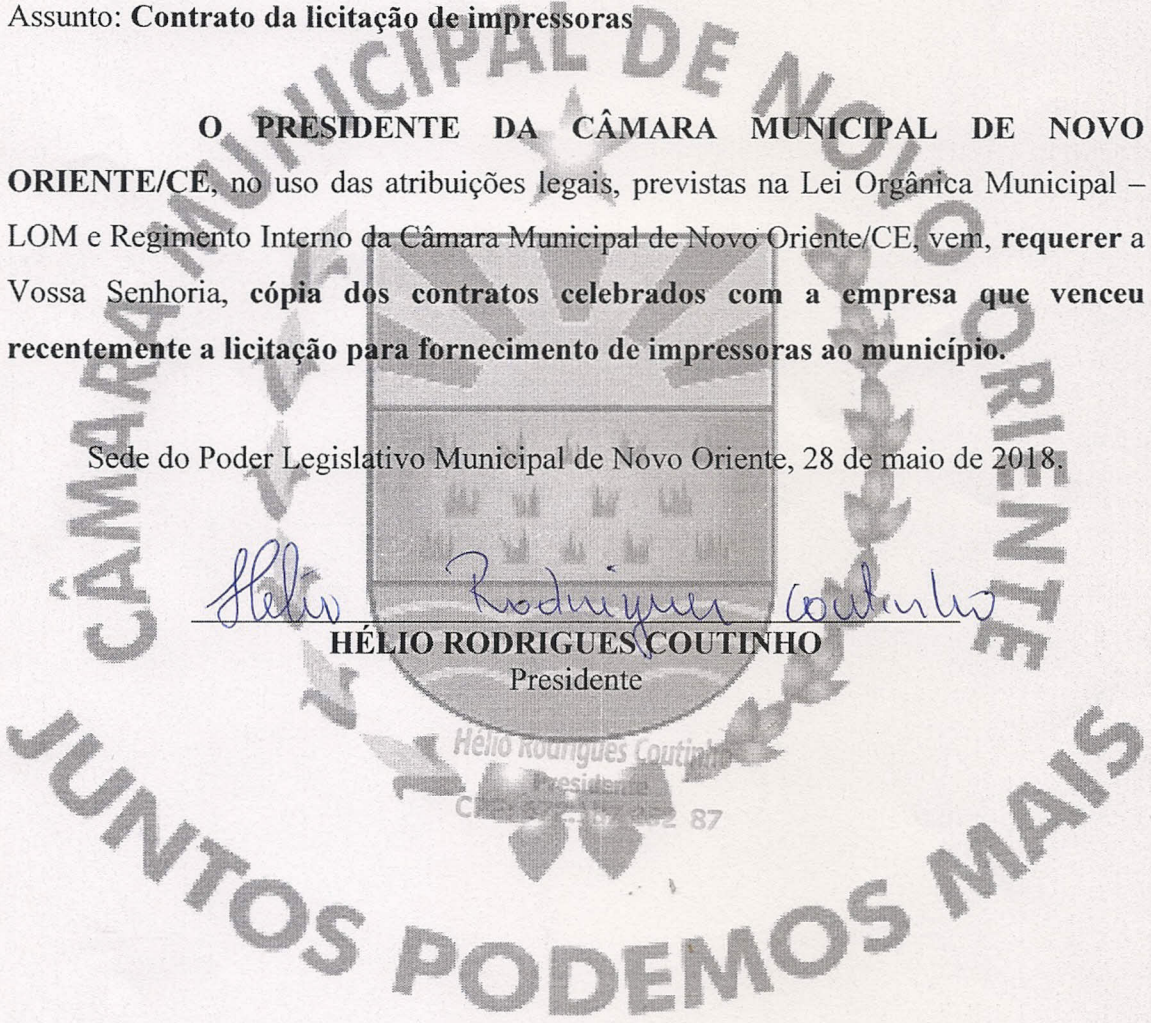 Assunto: Contrato da licitação de impressoras
O PRESIDENTE DA CÂMARA MUNICIPAL DE NOVO
ORIENTE/CE, no uso das atribuições legais, previstas na Lei Orgânica Municipal –
LOM e Regimento Interno da Câmara Municipal de Novo Oriente/CE, vem, requerer a
Vossa Senhoria, cópia dos contratos celebrados com a empresa que venceu
recentemente a licitação para fornecimento de impressoras ao município.
Sede do Poder Legislativo Municipal de Novo Oriente, 28 de maio de 2018.
Hélio Rodrigues Coutinho
HÉLIO RODRIGUES COUTINHO
Presidente
Hélio Rodrigues Coutinho
Presidente
CÂMARA MUNICIPAL DE NOVO ORIENTE
JUNTOS PODEMOS MAIS